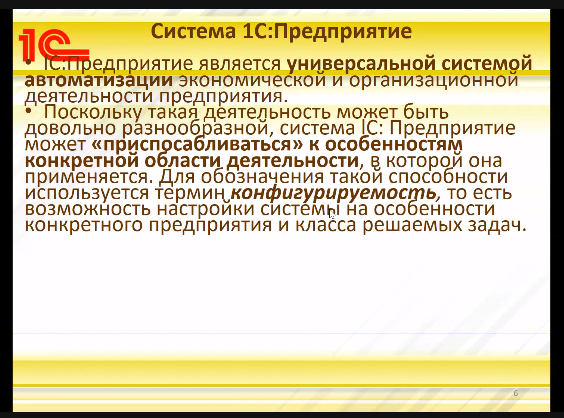 Система 1С:Предприятие
1С
• 1С:Предприятие является универсальной системой
автоматизации экономической и организационной
деятельности предприятия.
• Поскольку такая деятельность может быть
довольно разнообразной, система 1С: Предприятие
может «приспосабливаться» к особенностям
конкретной области деятельности, в которой она
применяется. Для обозначения такой способности
используется термин конфигурируемость, то есть
возможность настройки системы на особенности
конкретного предприятия и класса решаемых задач.
6